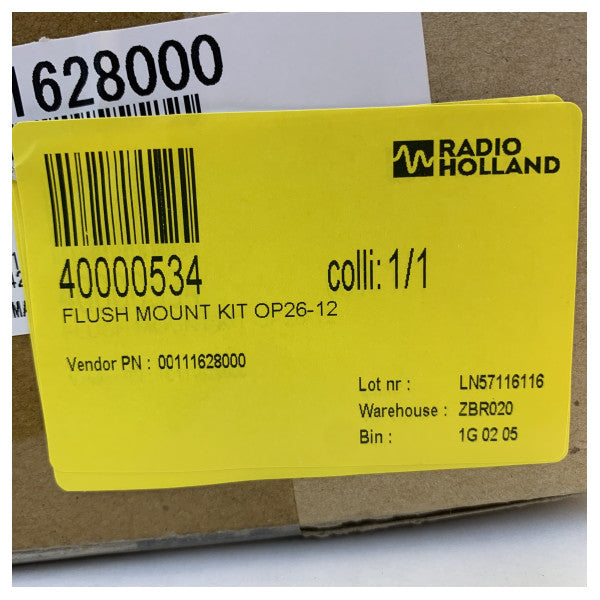 1628000
RADIO
HOLLAND
40000534 colli: 1/1
FLUSH MOUNT KIT OP26-12
Vendor PN : 00111628000
Lot nr : LN57116116
Warehouse : ZBR020
Bin : 1G 02 05